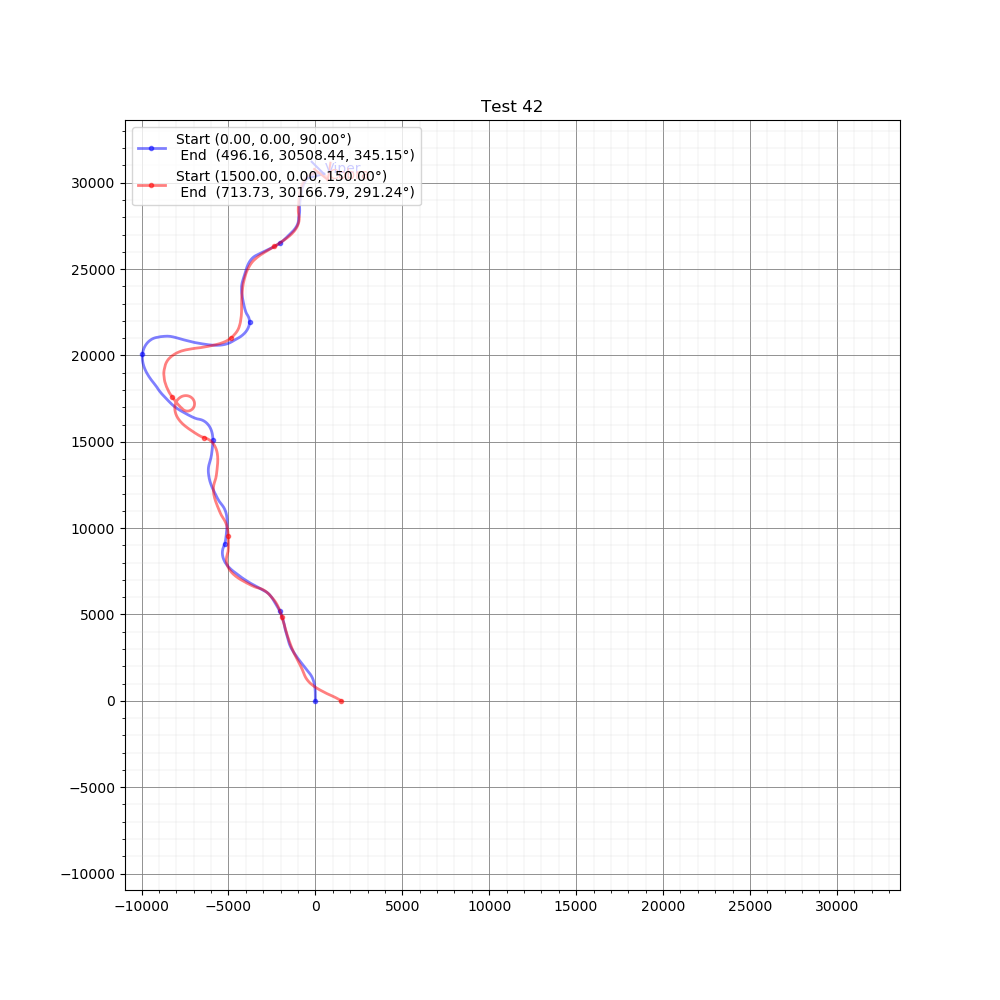 Test 42
Start (0.00, 0.00, 90.00°)
End (496.16, 30508.44, 345.15°)
Start (1500.00, 0.00, 150.00°)
End (713.73, 30166.79, 291.24°)
30000
25000
20000
15000
10000
5000
0
−5000
−10000
−10000 −5000 0 5000 10000 15000 20000 25000 30000